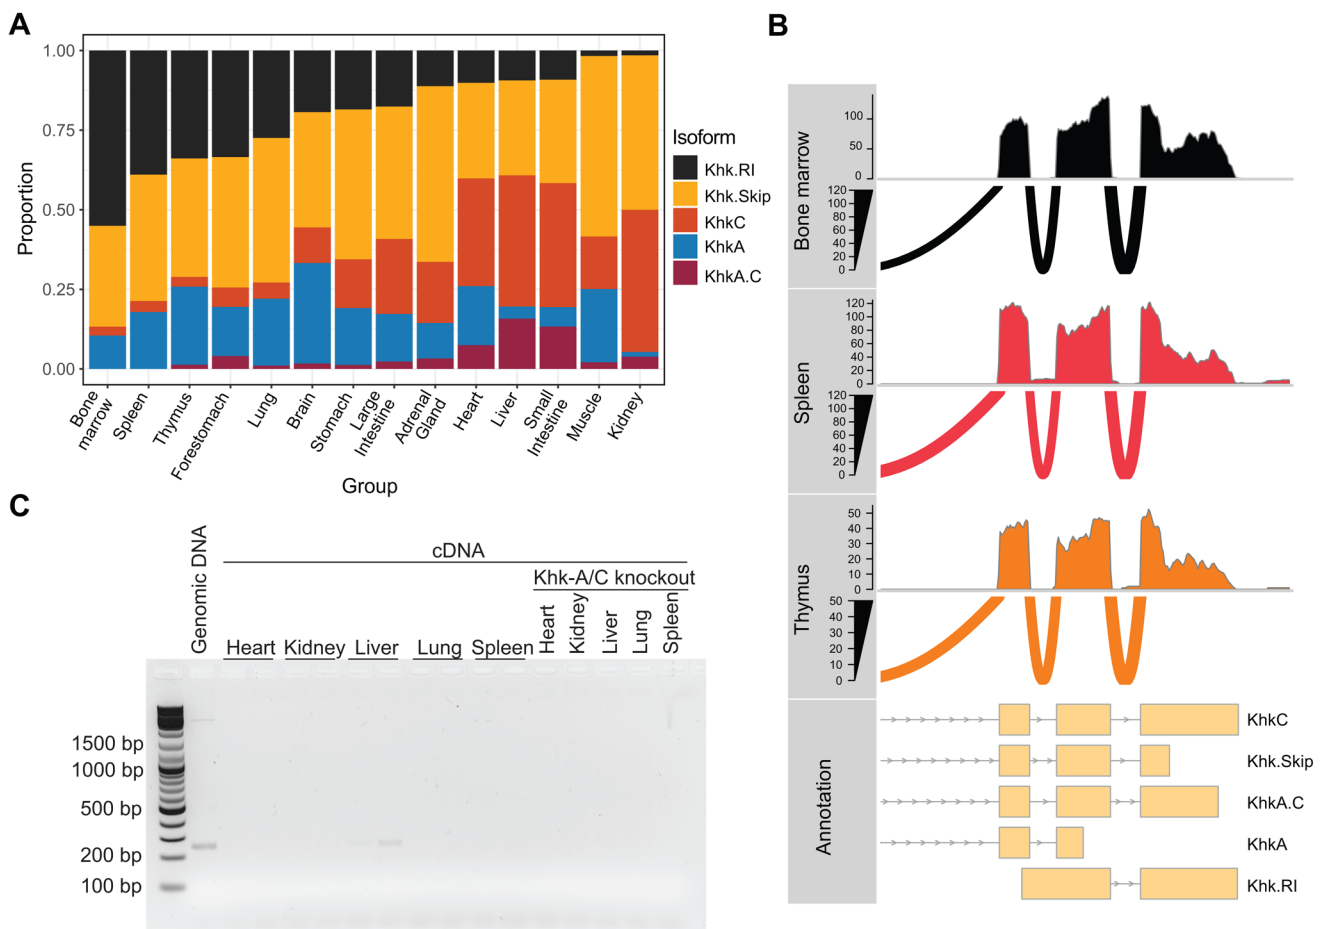 A
1.00
0.75
0.50
0.25
0.00
Proportion
Bone
marrow
Spleen
Thymus
Forestomach
Lung
Brain
Stomach
Large
Intestine
Adrenal
Gland
Heart
Liver
Small
Intestine
Muscle
Kidney
Group
Isoform
Khk.RI
Khk.Skip
KhkC
KhkA
KhkA.C
B
Bone marrow
100
50
0
120
100
80
60
40
20
0
Spleen
120
100
80
60
40
20
0
120
100
80
60
40
20
0
Thymus
50
40
30
20
10
0
50
40
30
20
10
0
Annotation
KhkC
Khk.Skip
KhkA.C
KhkA
Khk.RI
C
Genomic DNA
cDNA
Khk-A/C knockout
Heart
Kidney
Liver
Lung
Spleen
Heart
Kidney
Liver
Lung
Spleen
1500 bp
1000 bp
500 bp
200 bp
100 bp